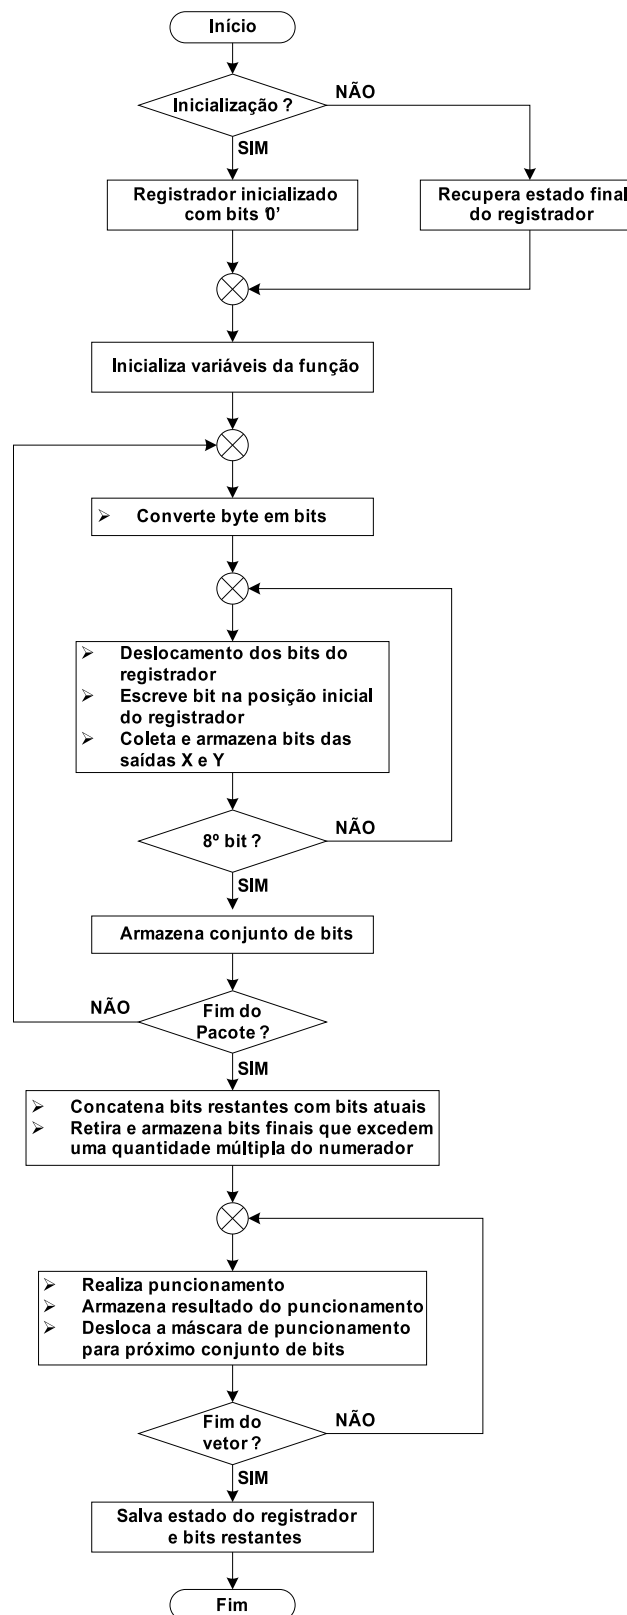 Início
Inicialização ?
NÃO
SIM
Registrador inicializado
com bits '0'
Recupera estado final
do registrador
Inicializa variáveis da função
➢ Converte byte em bits
➢ Deslocamento dos bits do
registrador
➢ Escreve bit na posição inicial
do registrador
➢ Coleta e armazena bits das
saídas X e Y
8º bit ?
NÃO
SIM
Armazena conjunto de bits
NÃO
Fim do
Pacote ?
SIM
➢ Concatena bits restantes com bits atuais
➢ Retira e armazena bits finais que excedem
uma quantidade múltipla do numerador
➢ Realiza puncionamento
➢ Armazena resultado do puncionamento
➢ Desloca a máscara de puncionamento
para próximo conjunto de bits
Fim do
vetor ?
NÃO
SIM
Salva estado do registrador
e bits restantes
Fim